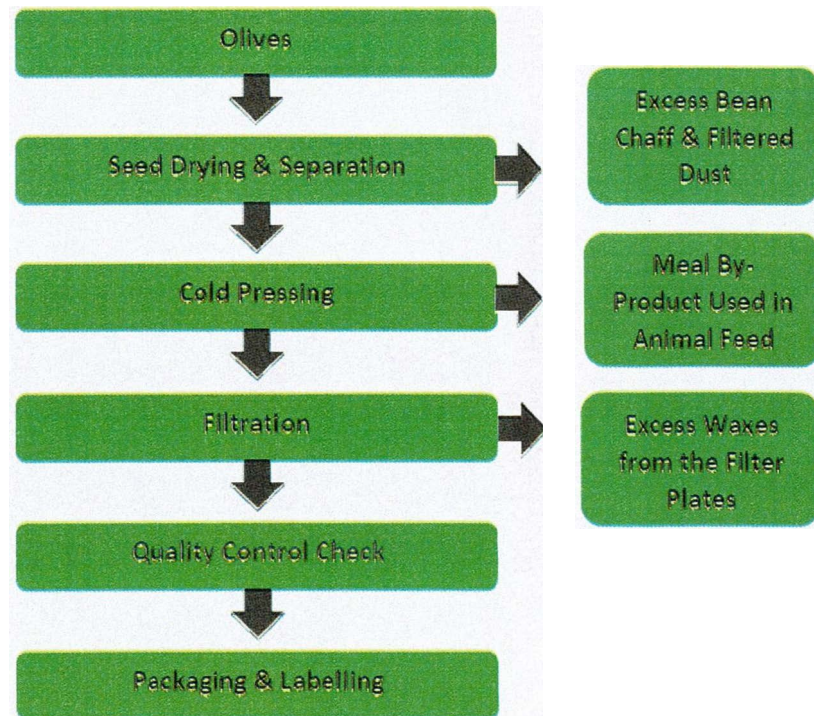 Olives
Seed Drying & Separation
Excess Bean
Chaff & Filtered
Dust
Cold Pressing
Meal By-
Product Used in
Animal Feed
Filtration
Excess Waxes
from the Filter
Plates
Quality Control Check
Packaging & Labelling